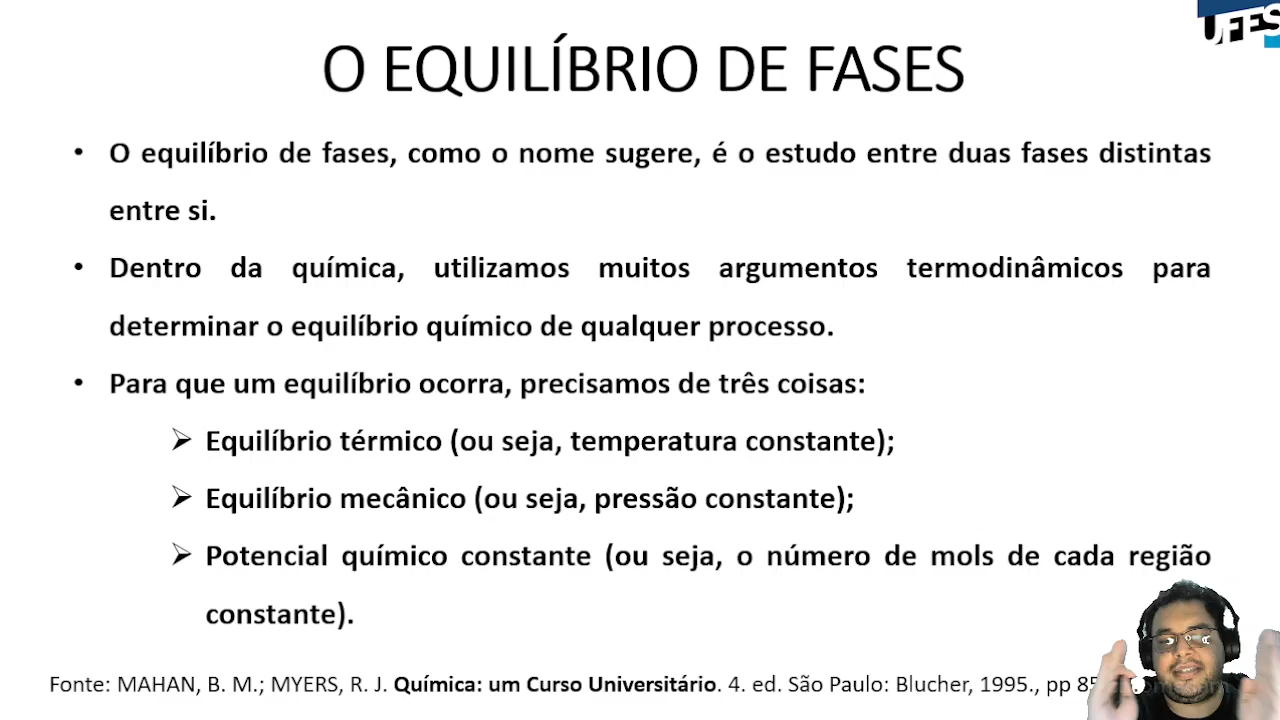 UFES
O EQUILÍBRIO DE FASES
• O equilíbrio de fases, como o nome sugere, é o estudo entre duas fases distintas
entre si.
• Dentro da química, utilizamos muitos argumentos termodinâmicos para
determinar o equilíbrio químico de qualquer processo.
• Para que um equilíbrio ocorra, precisamos de três coisas:
➢ Equilíbrio térmico (ou seja, temperatura constante);
➢ Equilíbrio mecânico (ou seja, pressão constante);
➢ Potencial químico constante (ou seja, o número de mols de cada região
constante).
Fonte: MAHAN, B. M.; MYERS, R. J. Química: um Curso Universitário. 4. ed. São Paulo: Blucher, 1995., pp